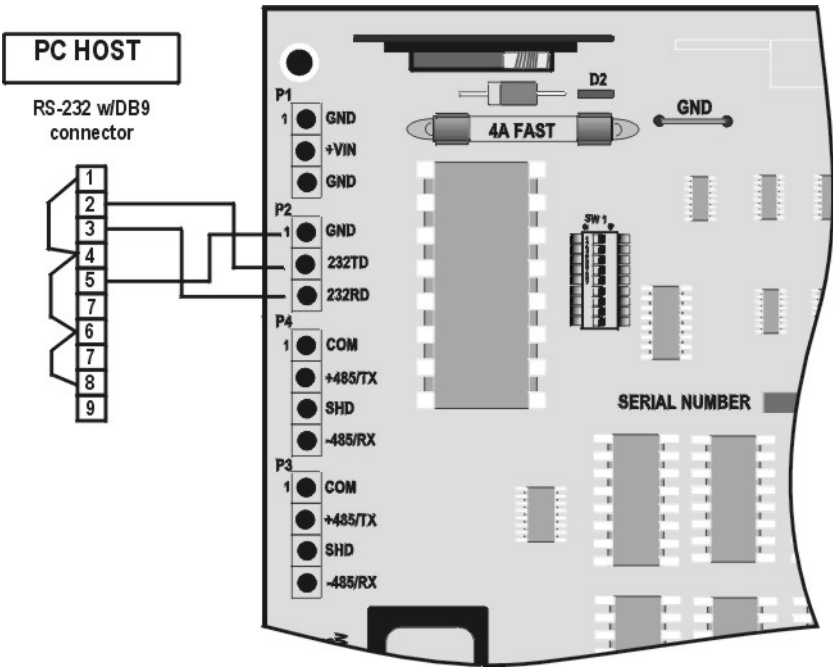 PC HOST
RS-232 w/DB9
connector
1
2
3
4
5
7
6
7
8
9
P1
1 GND
+VIN
GND
P2
1 GND
232TD
232RD
P4
1 COM
+485/TX
SHD
-485/RX
P3
1 COM
+485/TX
SHD
-485/RX
D2
4A FAST
GND
SW1
SERIAL NUMBER